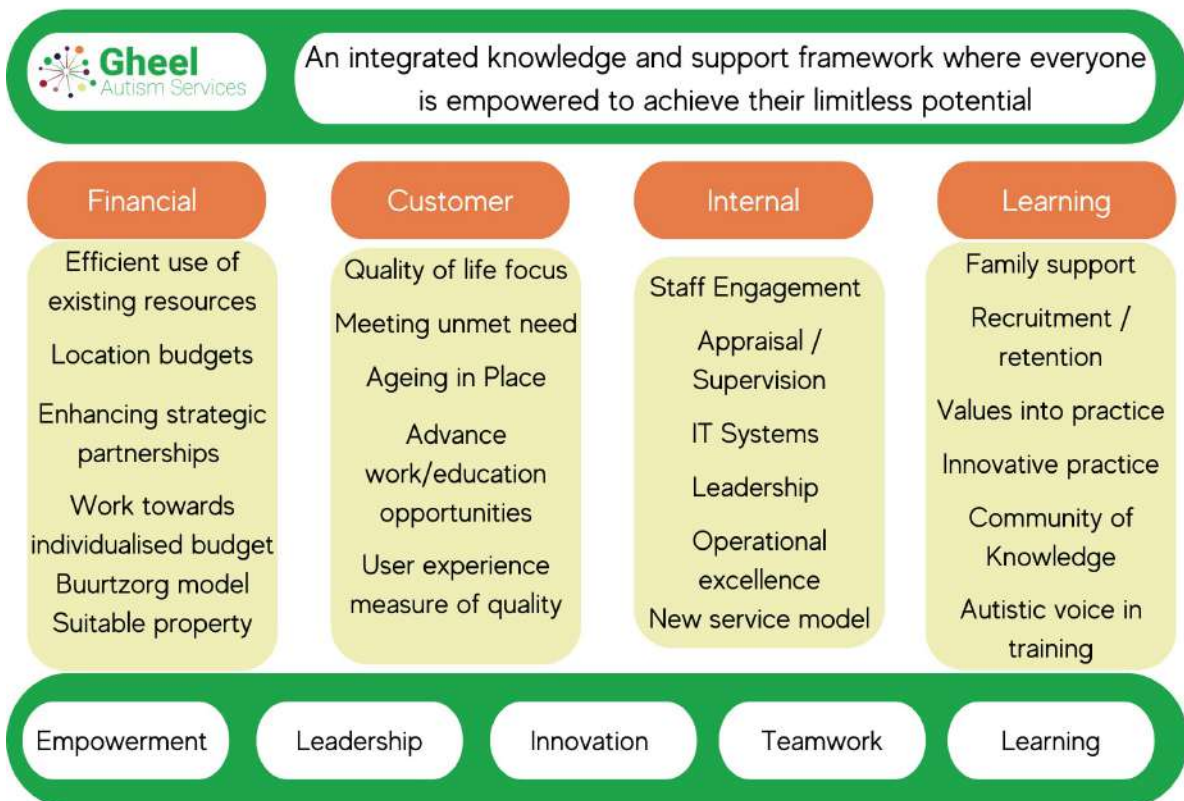 Gheel
Autism Services
An integrated knowledge and support framework where everyone
is empowered to achieve their limitless potential
Financial
Efficient use of
existing resources
Location budgets
Enhancing strategic
partnerships
Work towards
individualised budget
Buurtzorg model
Suitable property
Customer
Quality of life focus
Meeting unmet need
Ageing in Place
Advance
work/education
opportunities
User experience
measure of quality
Internal
Staff Engagement
Appraisal /
Supervision
IT Systems
Leadership
Operational
excellence
New service model
Learning
Family support
Recruitment /
retention
Values into practice
Innovative practice
Community of
Knowledge
Autistic voice in
training
Empowerment
Leadership
Innovation
Teamwork
Learning